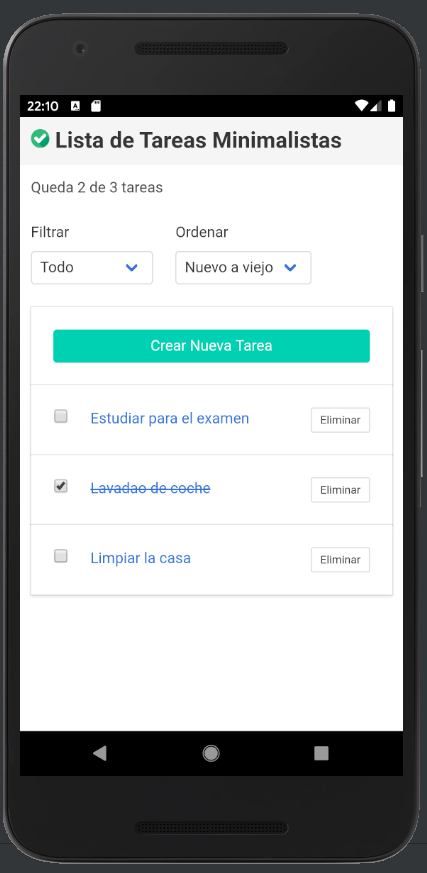 22:10
Lista de Tareas Minimalistas
Queda 2 de 3 tareas
Filtrar Ordenar
Todo Nuevo a viejo
Crear Nueva Tarea
Estudiar para el examen Eliminar
Lavadao de coche Eliminar
Limpiar la casa Eliminar